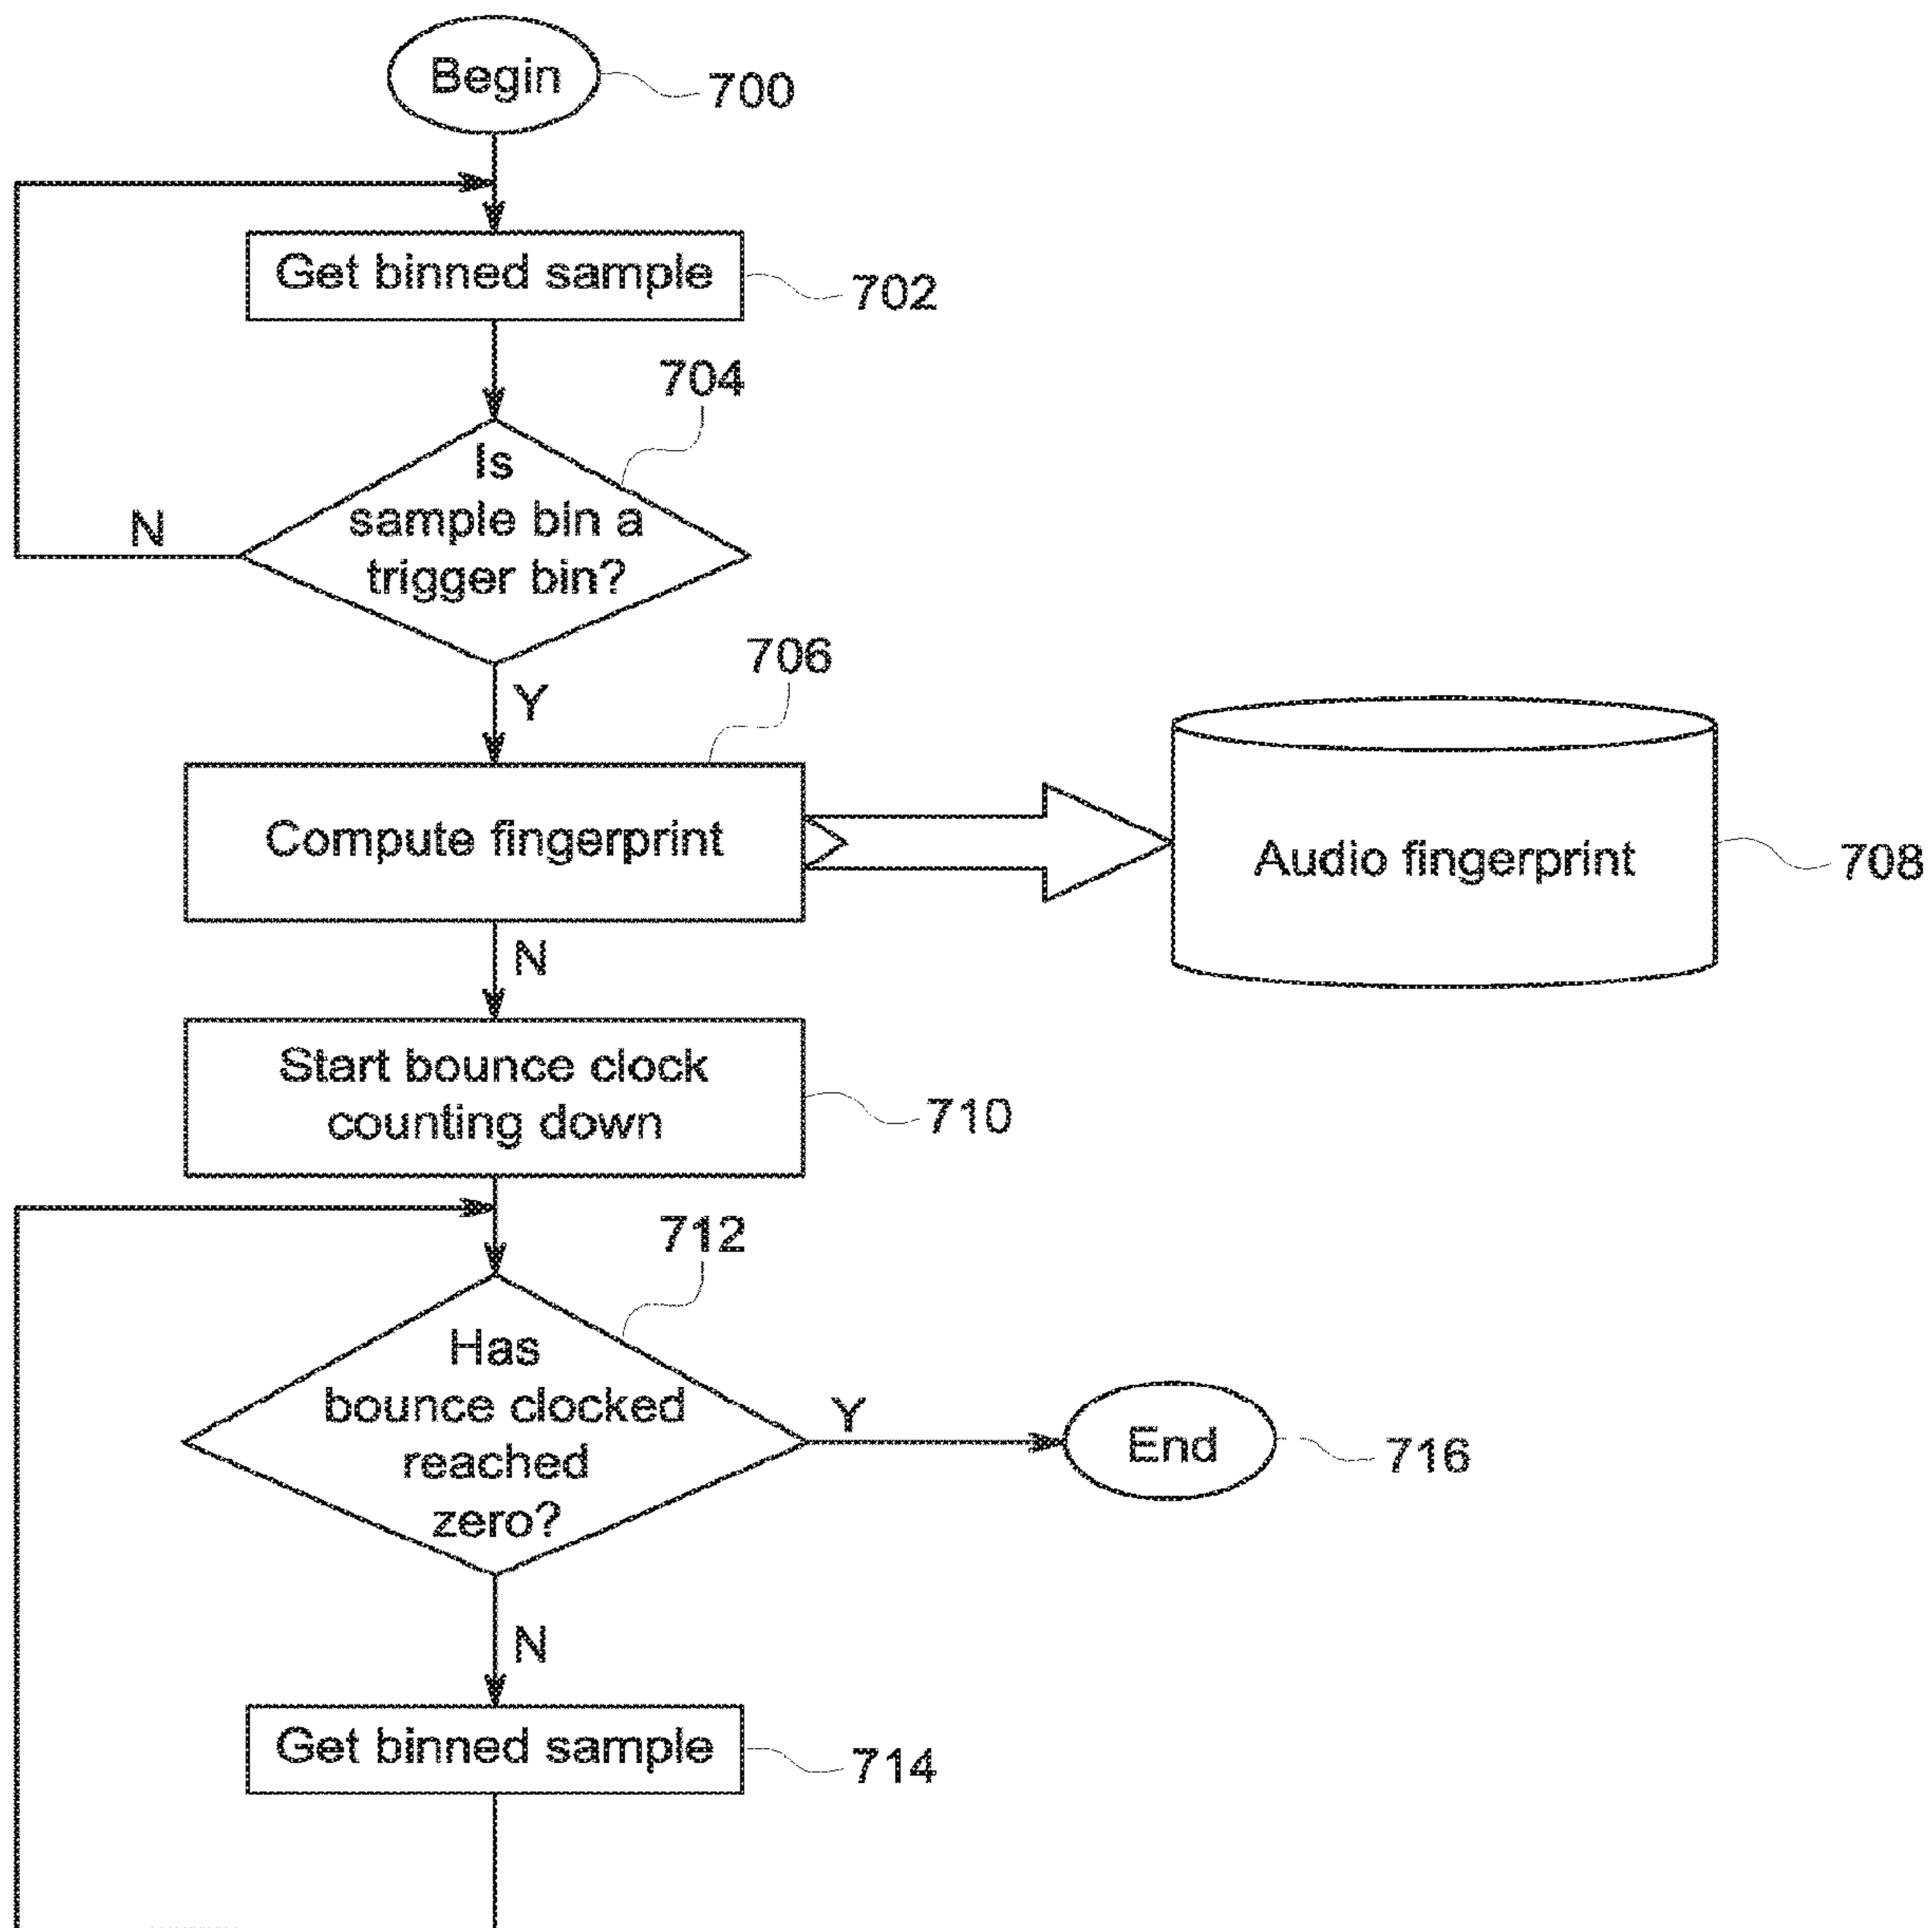 Begin
700
Get binned sample
702
704
Is
sample bin a
trigger bin?
N
Y
706
Compute fingerprint
Audio fingerprint
708
N
Start bounce clock
counting down
710
712
Has
bounce clocked
reached
zero?
Y
End
716
N
Get binned sample
714